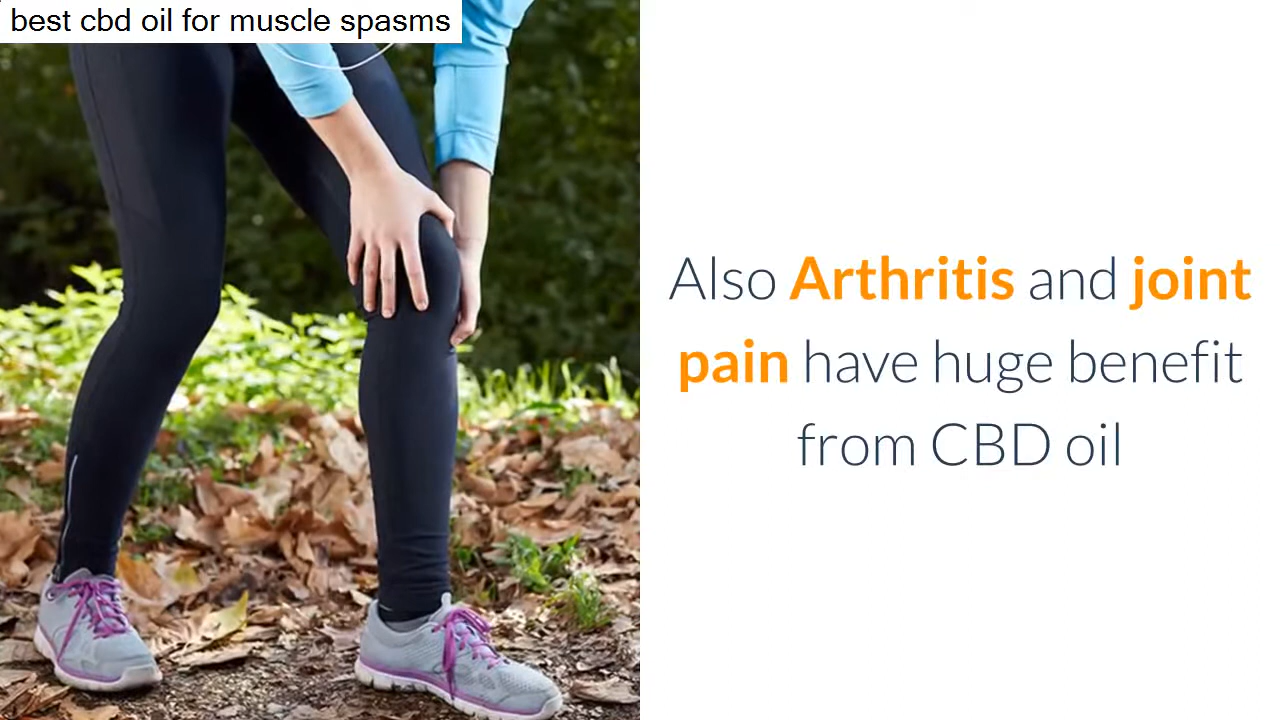 best cbd oil for muscle spasms
Also Arthritis and joint
pain have huge benefit
from CBD oil